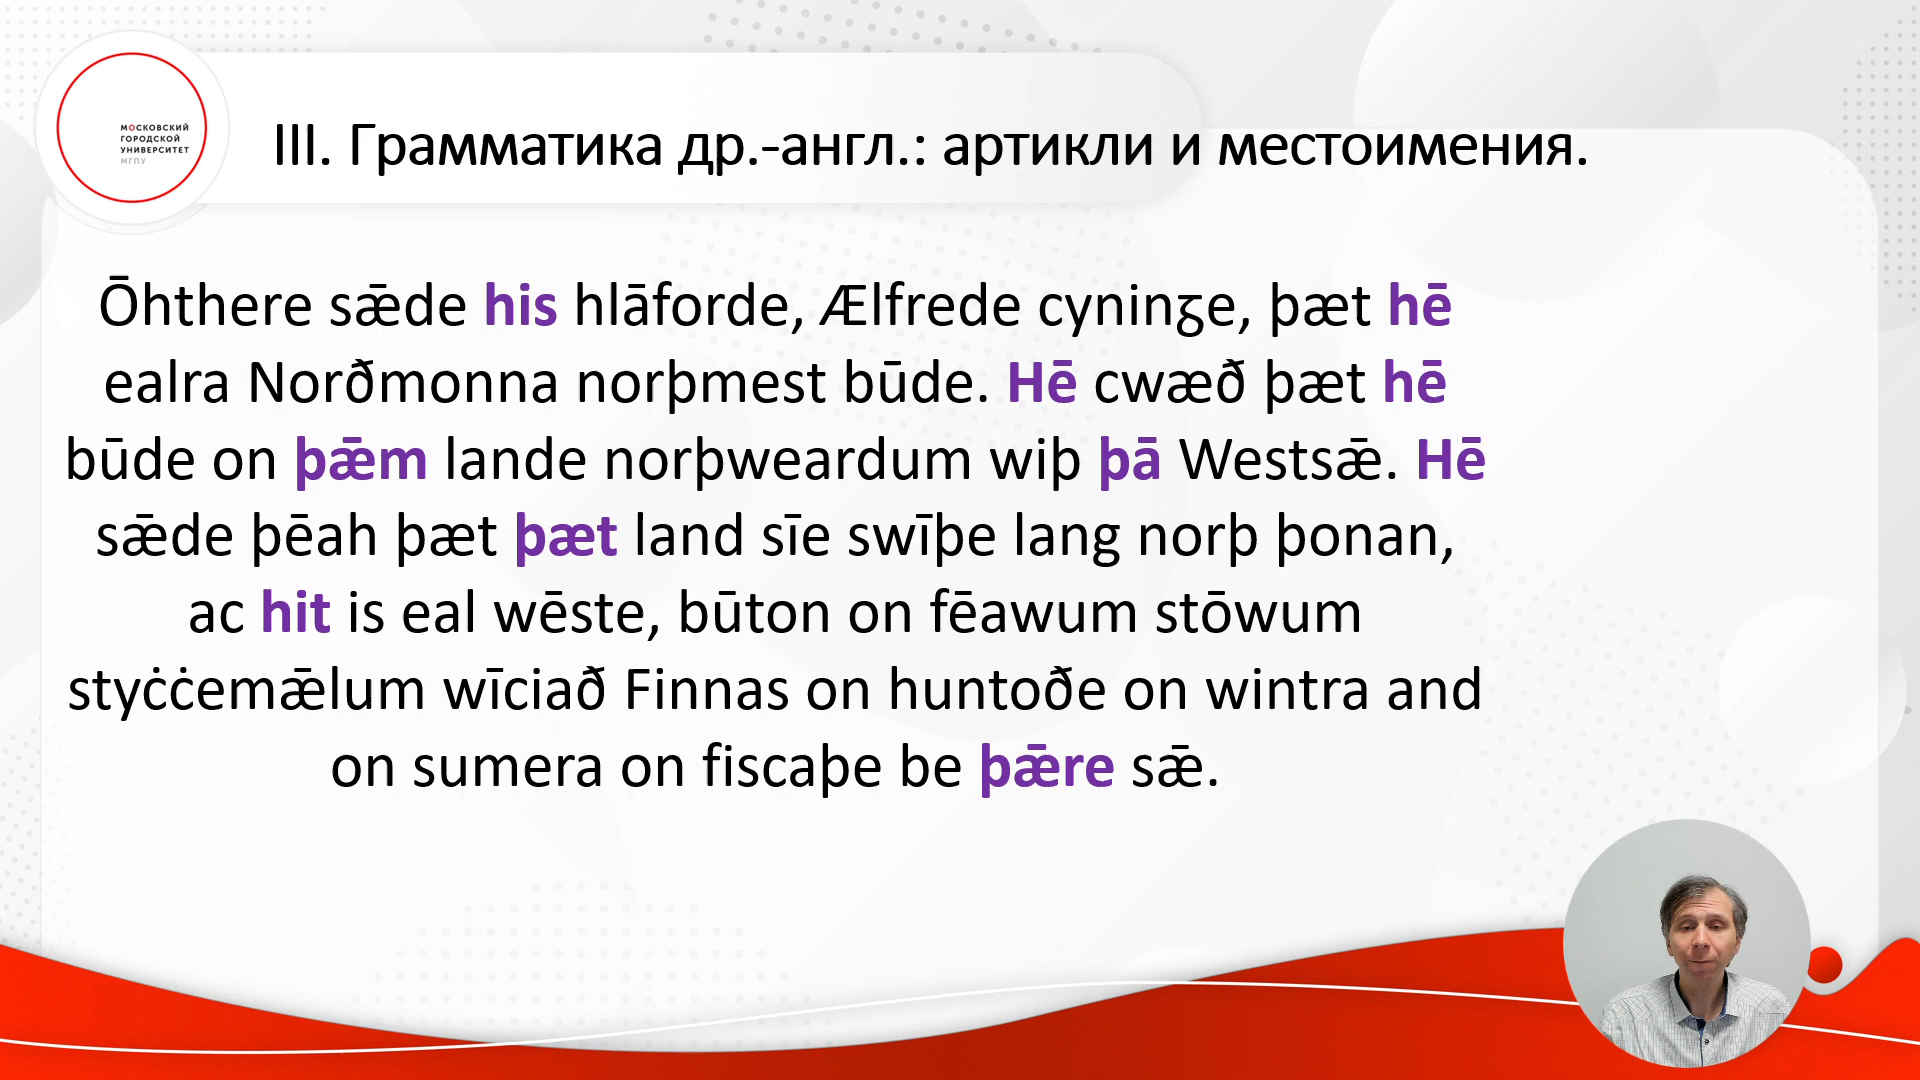 МОСКОВСКИЙ
ГОРОДСКОЙ
УНИВЕРСИТЕТ
МГПУ
III. Грамматика др.-англ.: артикли и местоимения.
Ōhthere sǣde his hlāforde, Ælfrede cyninᵹe, þæt hē
ealra Norðmonna norþmest būde. Hē cwæð þæt hē
būde on þǣm lande norþweardum wiþ þā Westsǣ. Hē
sǣde þēah þæt þæt land sīe swīþe lang norþ þonan,
ac hit is eal wēste, būton on fēawum stōwum
styċċemǣlum wīciað Finnas on huntoðe on wintra and
on sumera on fiscaþe be þǣre sǣ.